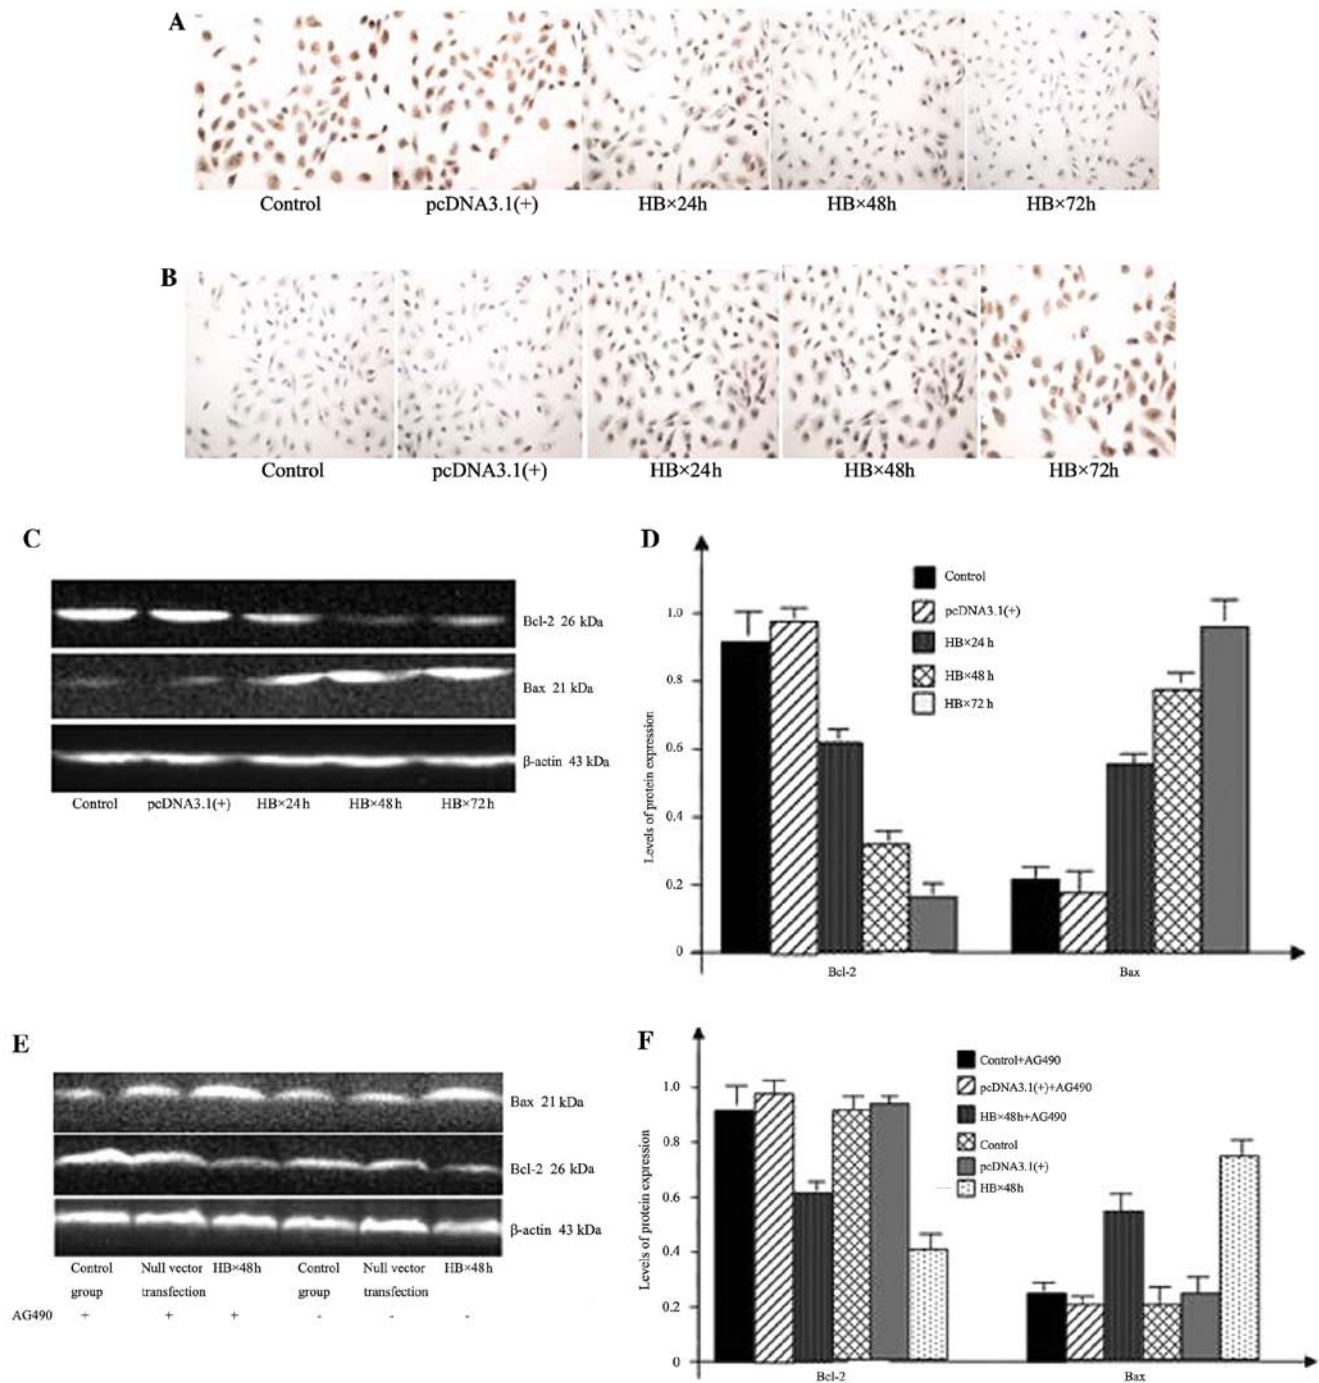 A
Control pcDNA3.1(+) HB×24h HB×48h HB×72h
B
Control pcDNA3.1(+) HB×24h HB×48h HB×72h
C
Bcl-2 26 kDa
Bax 21 kDa
β-actin 43 kDa
Control pcDNA3.1(+) HB×24h HB×48h HB×72h
D
Control
pcDNA3.1(+)
HB×24h
HB×48h
HB×72h
Levels of protein expression
1.0
0.8
0.6
0.4
0.2
0
Bcl-2 Bax
E
Bax 21 kDa
Bcl-2 26 kDa
β-actin 43 kDa
Control Null vector HB×48h Control Null vector HB×48h
group transfection group transfection
AG490 + + + - - -
F
Control+AG490
pcDNA3.1(+)+AG490
HB×48h+AG490
Control
pcDNA3.1(+)
HB×48h
Levels of protein expression
1.0
0.8
0.6
0.4
0.2
0
Bcl-2 Bax